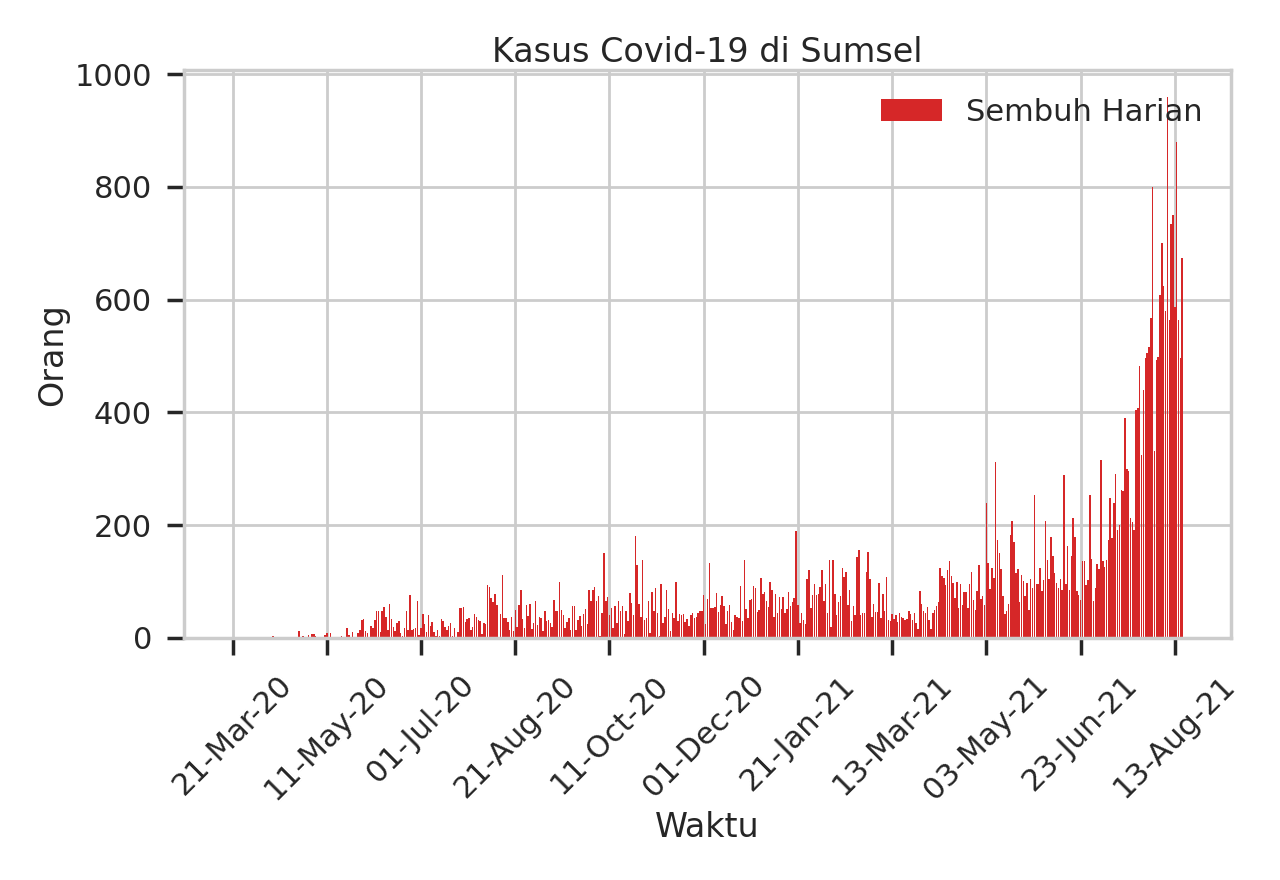 Kasus Covid-19 di Sumsel
Sembuh Harian
Orang
1000
800
600
400
200
0
21-Mar-20
11-May-20
01-Jul-20
21-Aug-20
11-Oct-20
01-Dec-20
21-Jan-21
13-Mar-21
03-May-21
23-Jun-21
13-Aug-21
Waktu